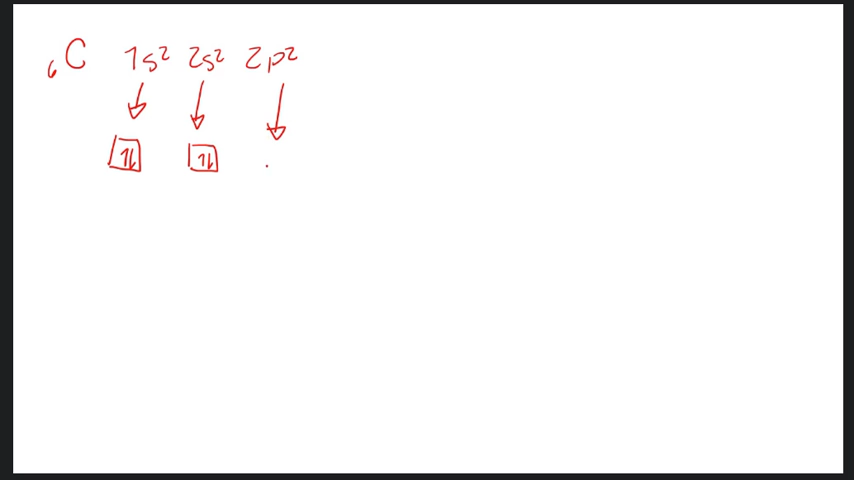 ₆C 1s² 2s² 2p²
↓ ↓ ↓
⇅ ⇅ .